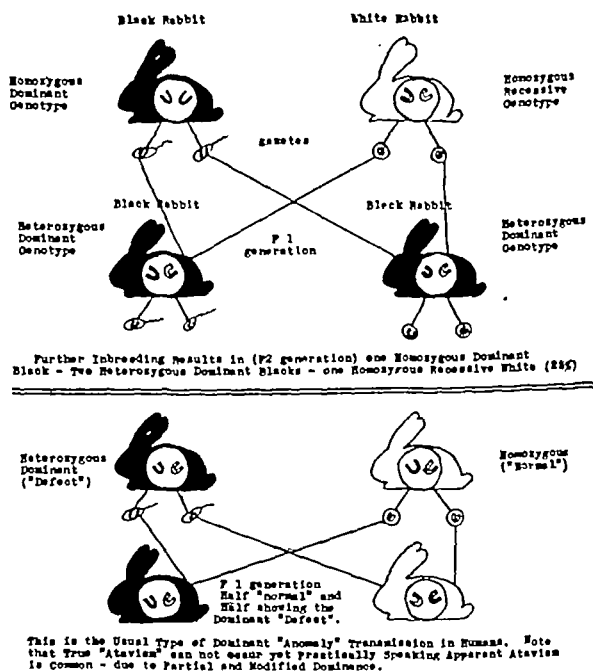 Black Rabbit
White Rabbit
Homozygous
Dominant
Genotype
Homozygous
Recessive
Genotype
gametes
Black Rabbit
Black Rabbit
Heterozygous
Dominant
Genotype
F 1
generation
Heterozygous
Dominant
Genotype
Further Inbreeding Results in (F2 generation) one Homozygous Dominant
Black - Two Heterozygous Dominant Blacks - one Homozygous Recessive White
Heterozygous
Dominant
("Defect")
Homozygous
("Normal")
F 1 generation
Half "normal" and
Half showing the
Dominant "Defect".
This is the Usual Type of Dominant "Anomaly" Transmission in Humans. Note
that True "Atavism" can not occur yet Practically Speaking Apparent Atavism
is Common - due to Partial and Modified Dominance.